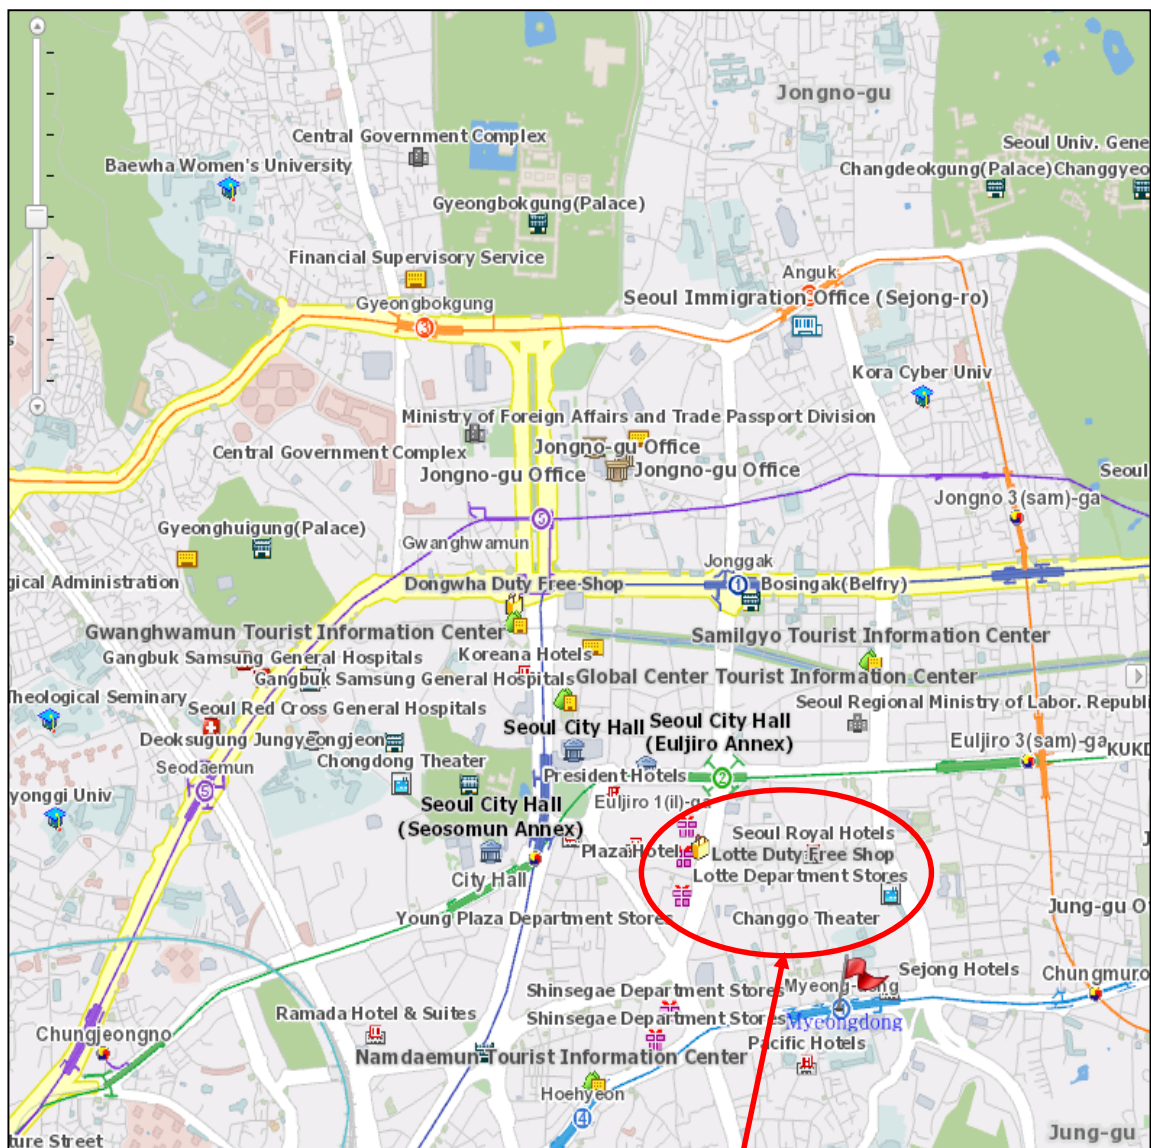 Jongno-gu
Central Government Complex
Seoul Univ. Gene
Baewha Women's University
Changdeokgung(Palace)
Changgyeo
Gyeongbokgung(Palace)
Financial Supervisory Service
Anguk
Gyeongbokgung
Seoul Immigration Office (Sejong-ro)
3
Kora Cyber Univ
Ministry of Foreign Affairs and Trade Passport Division
Central Government Complex
Jongno-gu Office
Jongno-gu Office
Jongno-gu Office
Seoul
Jongno 3(sam)-ga
Gyeonghuigung(Palace)
5
Gwanghwamun
Jonggak
gical Administration
Dongwha Duty Free Shop
1
Bosingak(Belfry)
Gwanghwamun Tourist Information Center
Samilgyo Tourist Information Center
Gangbuk Samsung General Hospitals
Koreana Hotels
Gangbuk Samsung General Hospitals
Global Center Tourist Information Center
Theological Seminary
Seoul Red Cross General Hospitals
Seoul Regional Ministry of Labor. Republi
Seoul City Hall
Seoul City Hall
(Euljiro Annex)
Deoksugung Jungyeongjeon
Euljiro 3(sam)-ga
KUKD
Seodaemun
Chongdong Theater
President Hotels
2
yonggi Univ
5
Seoul City Hall
(Seosomun Annex)
Euljiro 1(il)-ga
Seoul Royal Hotels
Plaza Hotel
Lotte Duty Free Shop
City Hall
Lotte Department Stores
Young Plaza Department Stores
Changgo Theater
Jung-gu O
Sejong Hotels
Chungmuro
Shinsegae Department Stores
Myeong-dong
4
Ramada Hotel & Suites
Shinsegae Department Stores
Myeongdong
Chungjeongno
Pacific Hotels
Namdaemun Tourist Information Center
Hoehyeon
4
ture Street
Jung-gu